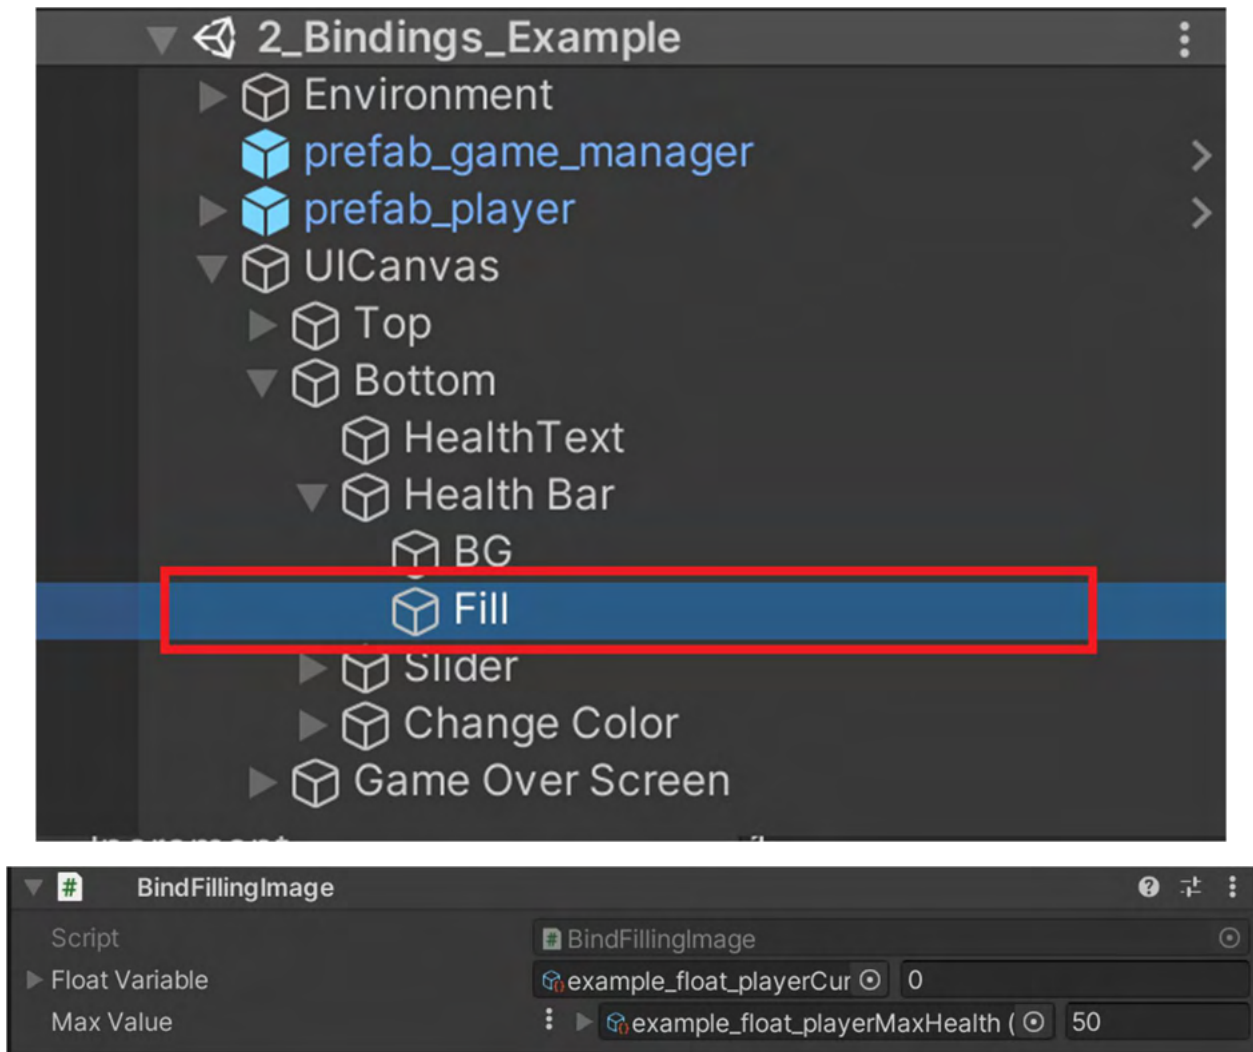 2_Bindings_Example
Environment
prefab_game_manager
prefab_player
UICanvas
Top
Bottom
HealthText
Health Bar
BG
Fill
Slider
Change Color
Game Over Screen
BindFillingImage
Script BindFillingImage
Float Variable example_float_playerCur 0
Max Value example_float_playerMaxHealth ( 50